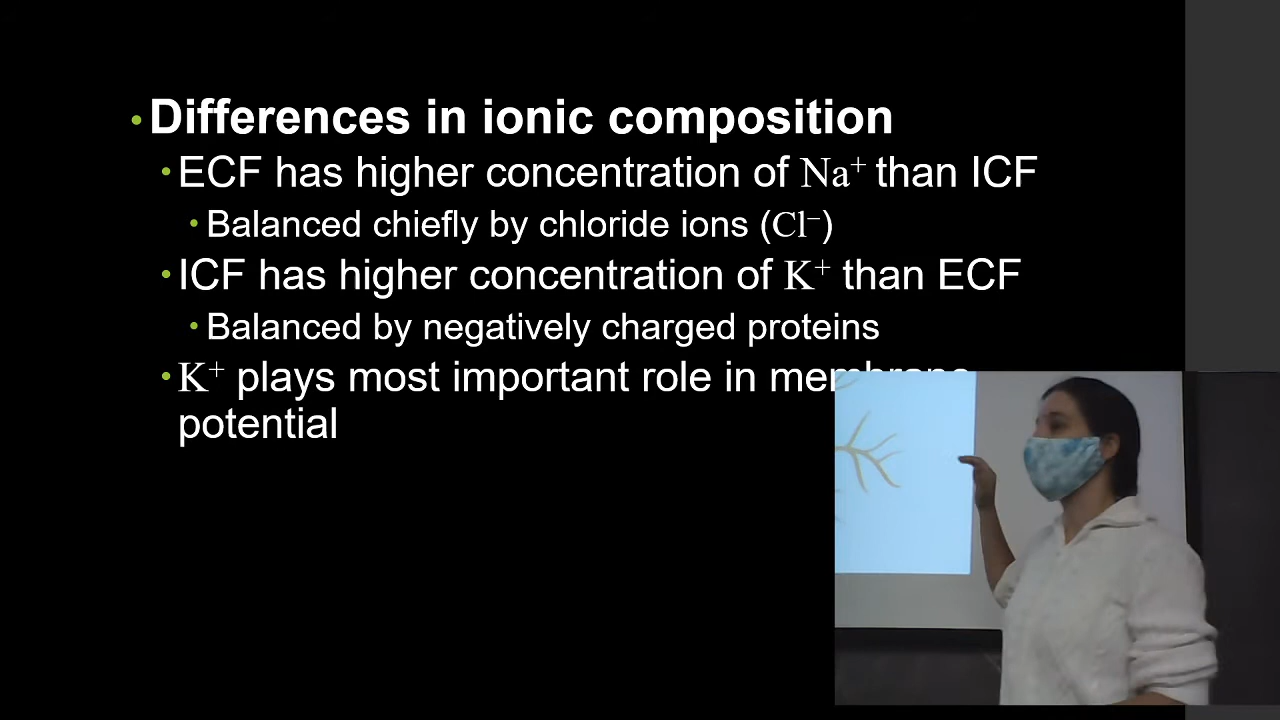 • Differences in ionic composition
• ECF has higher concentration of Na⁺ than ICF
• Balanced chiefly by chloride ions (Cl⁻)
• ICF has higher concentration of K⁺ than ECF
• Balanced by negatively charged proteins
• K⁺ plays most important role in membrane
potential